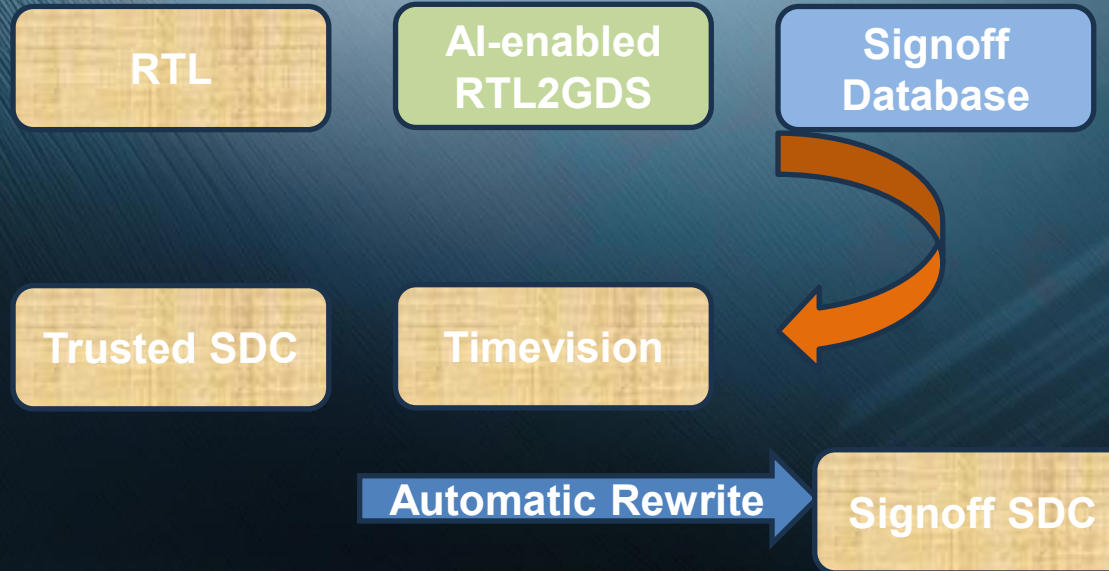 RTL
AI-enabled
RTL2GDS
Signoff
Database
Trusted SDC
Timevision
Automatic Rewrite
Signoff SDC